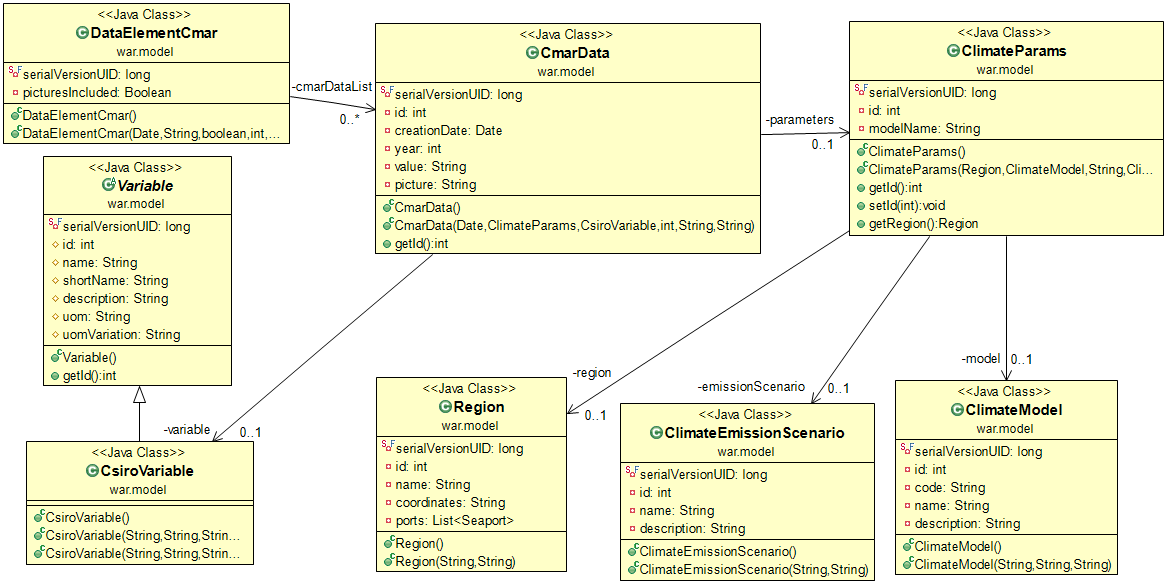 <<Java Class>>
DataElementCmar
war.model
serialVersionUID: long
picturesIncluded: Boolean
DataElementCmar()
DataElementCmar(Date,String,boolean,int,...
-cmarDataList
0..*
<<Java Class>>
CmarData
war.model
serialVersionUID: long
id: int
creationDate: Date
year: int
value: String
picture: String
CmarData()
CmarData(Date,ClimateParams,CsiroVariable,int,String,String)
getId():int
-parameters
0..1
<<Java Class>>
ClimateParams
war.model
serialVersionUID: long
id: int
modelName: String
ClimateParams()
ClimateParams(Region,ClimateModel,String,Cli...
getId():int
setId(int):void
getRegion():Region
<<Java Class>>
Variable
war.model
serialVersionUID: long
id: int
name: String
shortName: String
description: String
uom: String
uomVariation: String
Variable()
getId():int
-variable
0..1
<<Java Class>>
CsiroVariable
war.model
CsiroVariable()
CsiroVariable(String,String,Strin...
CsiroVariable(String,String,Strin...
-region
0..1
<<Java Class>>
Region
war.model
serialVersionUID: long
id: int
name: String
coordinates: String
ports: List<Seaport>
Region()
Region(String,String)
-emissionScenario
0..1
<<Java Class>>
ClimateEmissionScenario
war.model
serialVersionUID: long
id: int
name: String
description: String
ClimateEmissionScenario()
ClimateEmissionScenario(String,String)
-model
0..1
<<Java Class>>
ClimateModel
war.model
serialVersionUID: long
id: int
code: String
name: String
description: String
ClimateModel()
ClimateModel(String,String,String)